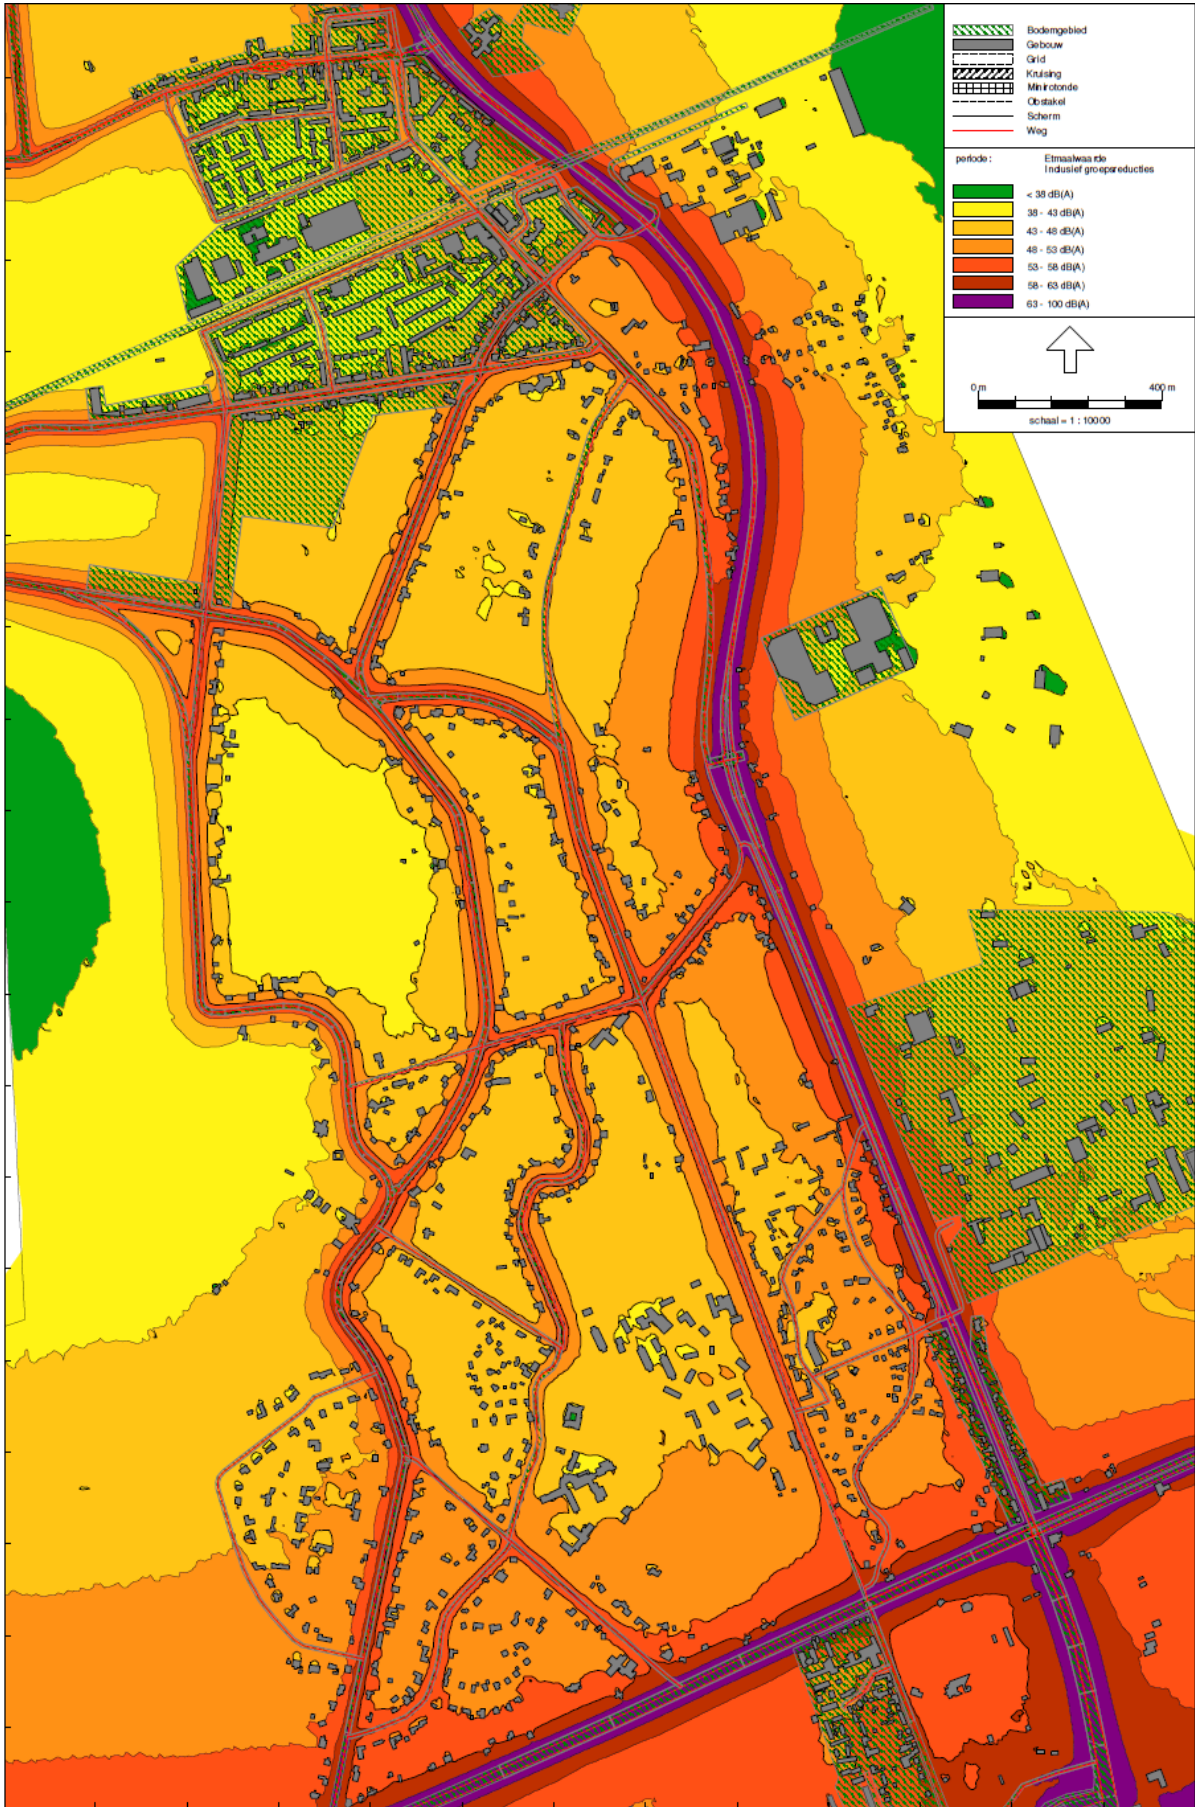 Bodemgebied
Gebouw
Grid
Kruising
Minirotonde
Obstakel
Scherm
Weg
periode: Etmaalwaarde
Inclusief groepsreducties
< 38 dB(A)
38 - 43 dB(A)
43 - 48 dB(A)
48 - 53 dB(A)
53 - 58 dB(A)
58 - 63 dB(A)
63 - 100 dB(A)
0 m 400 m
schaal = 1 : 10000